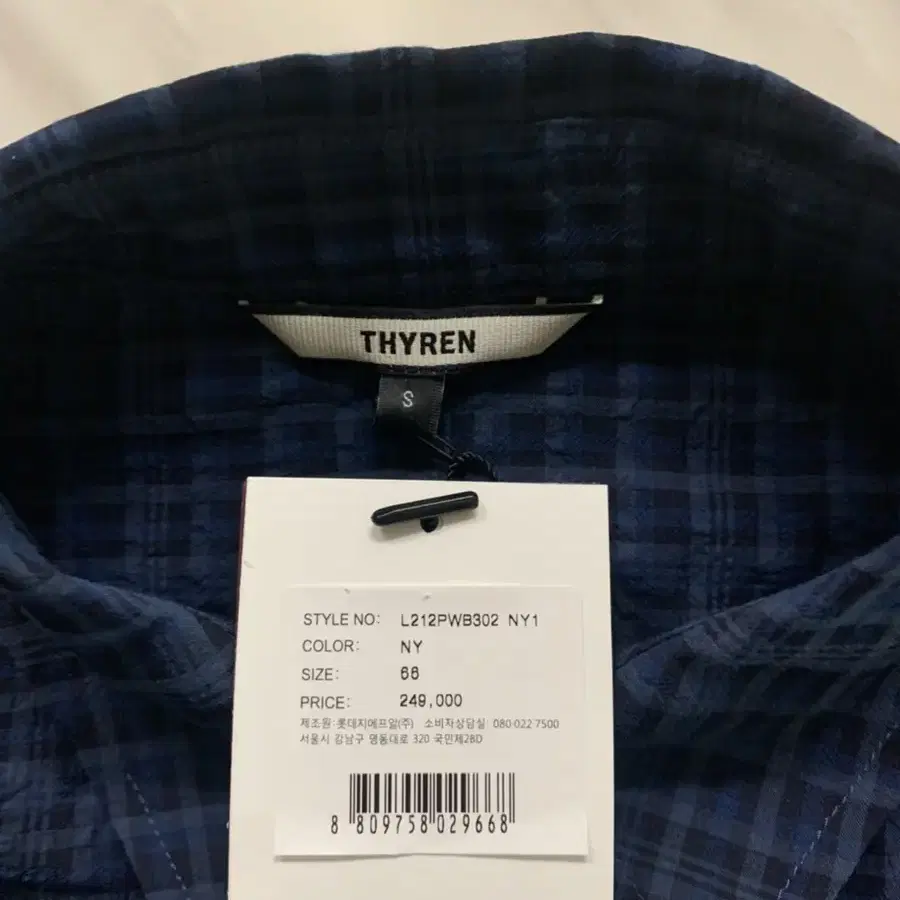 THYREN
S
STYLE NO: L212PWB302 NY1
COLOR: NY
SIZE: 66
PRICE: 249,000
제조원:롯데지에프알(주) 소비자상담실 080-022 7500
서울시 강남구 영동대로 320 국민제2BD
8 809758 029668